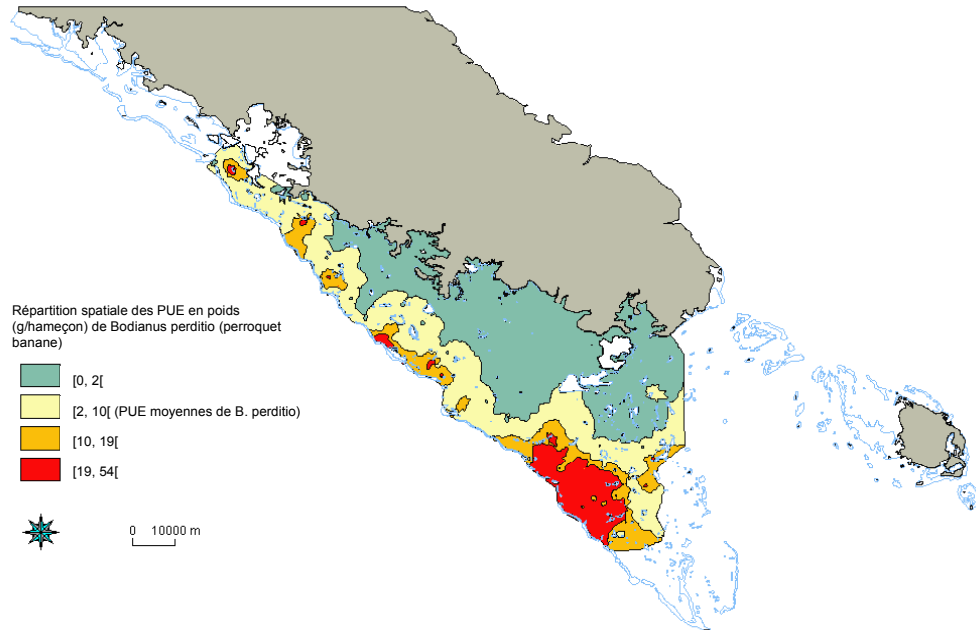 Répartition spatiale des PUE en poids
(g/hameçon) de Bodianus perditio (perroquet
banane)
[0, 2[
[2, 10[ (PUE moyennes de B. perditio)
[10, 19[
[19, 54[
0 10000 m